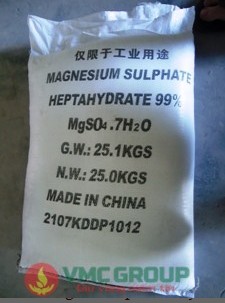 仅限于工业用途
MAGNESIUM SULPHATE
HEPTAHYDRATE 99%
MgSO₄.7H₂O
G.W.: 25.1KGS
N.W.: 25.0KGS
MADE IN CHINA
2107KDDP1012
VMC GROUP